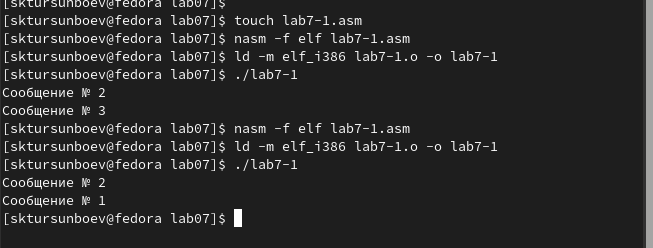 [sktursunboev@fedora lab07]$
[sktursunboev@fedora lab07]$ touch lab7-1.asm
[sktursunboev@fedora lab07]$ nasm -f elf lab7-1.asm
[sktursunboev@fedora lab07]$ ld -m elf_i386 lab7-1.o -o lab7-1
[sktursunboev@fedora lab07]$ ./lab7-1
Сообщение № 2
Сообщение № 3
[sktursunboev@fedora lab07]$ nasm -f elf lab7-1.asm
[sktursunboev@fedora lab07]$ ld -m elf_i386 lab7-1.o -o lab7-1
[sktursunboev@fedora lab07]$ ./lab7-1
Сообщение № 2
Сообщение № 1
[sktursunboev@fedora lab07]$